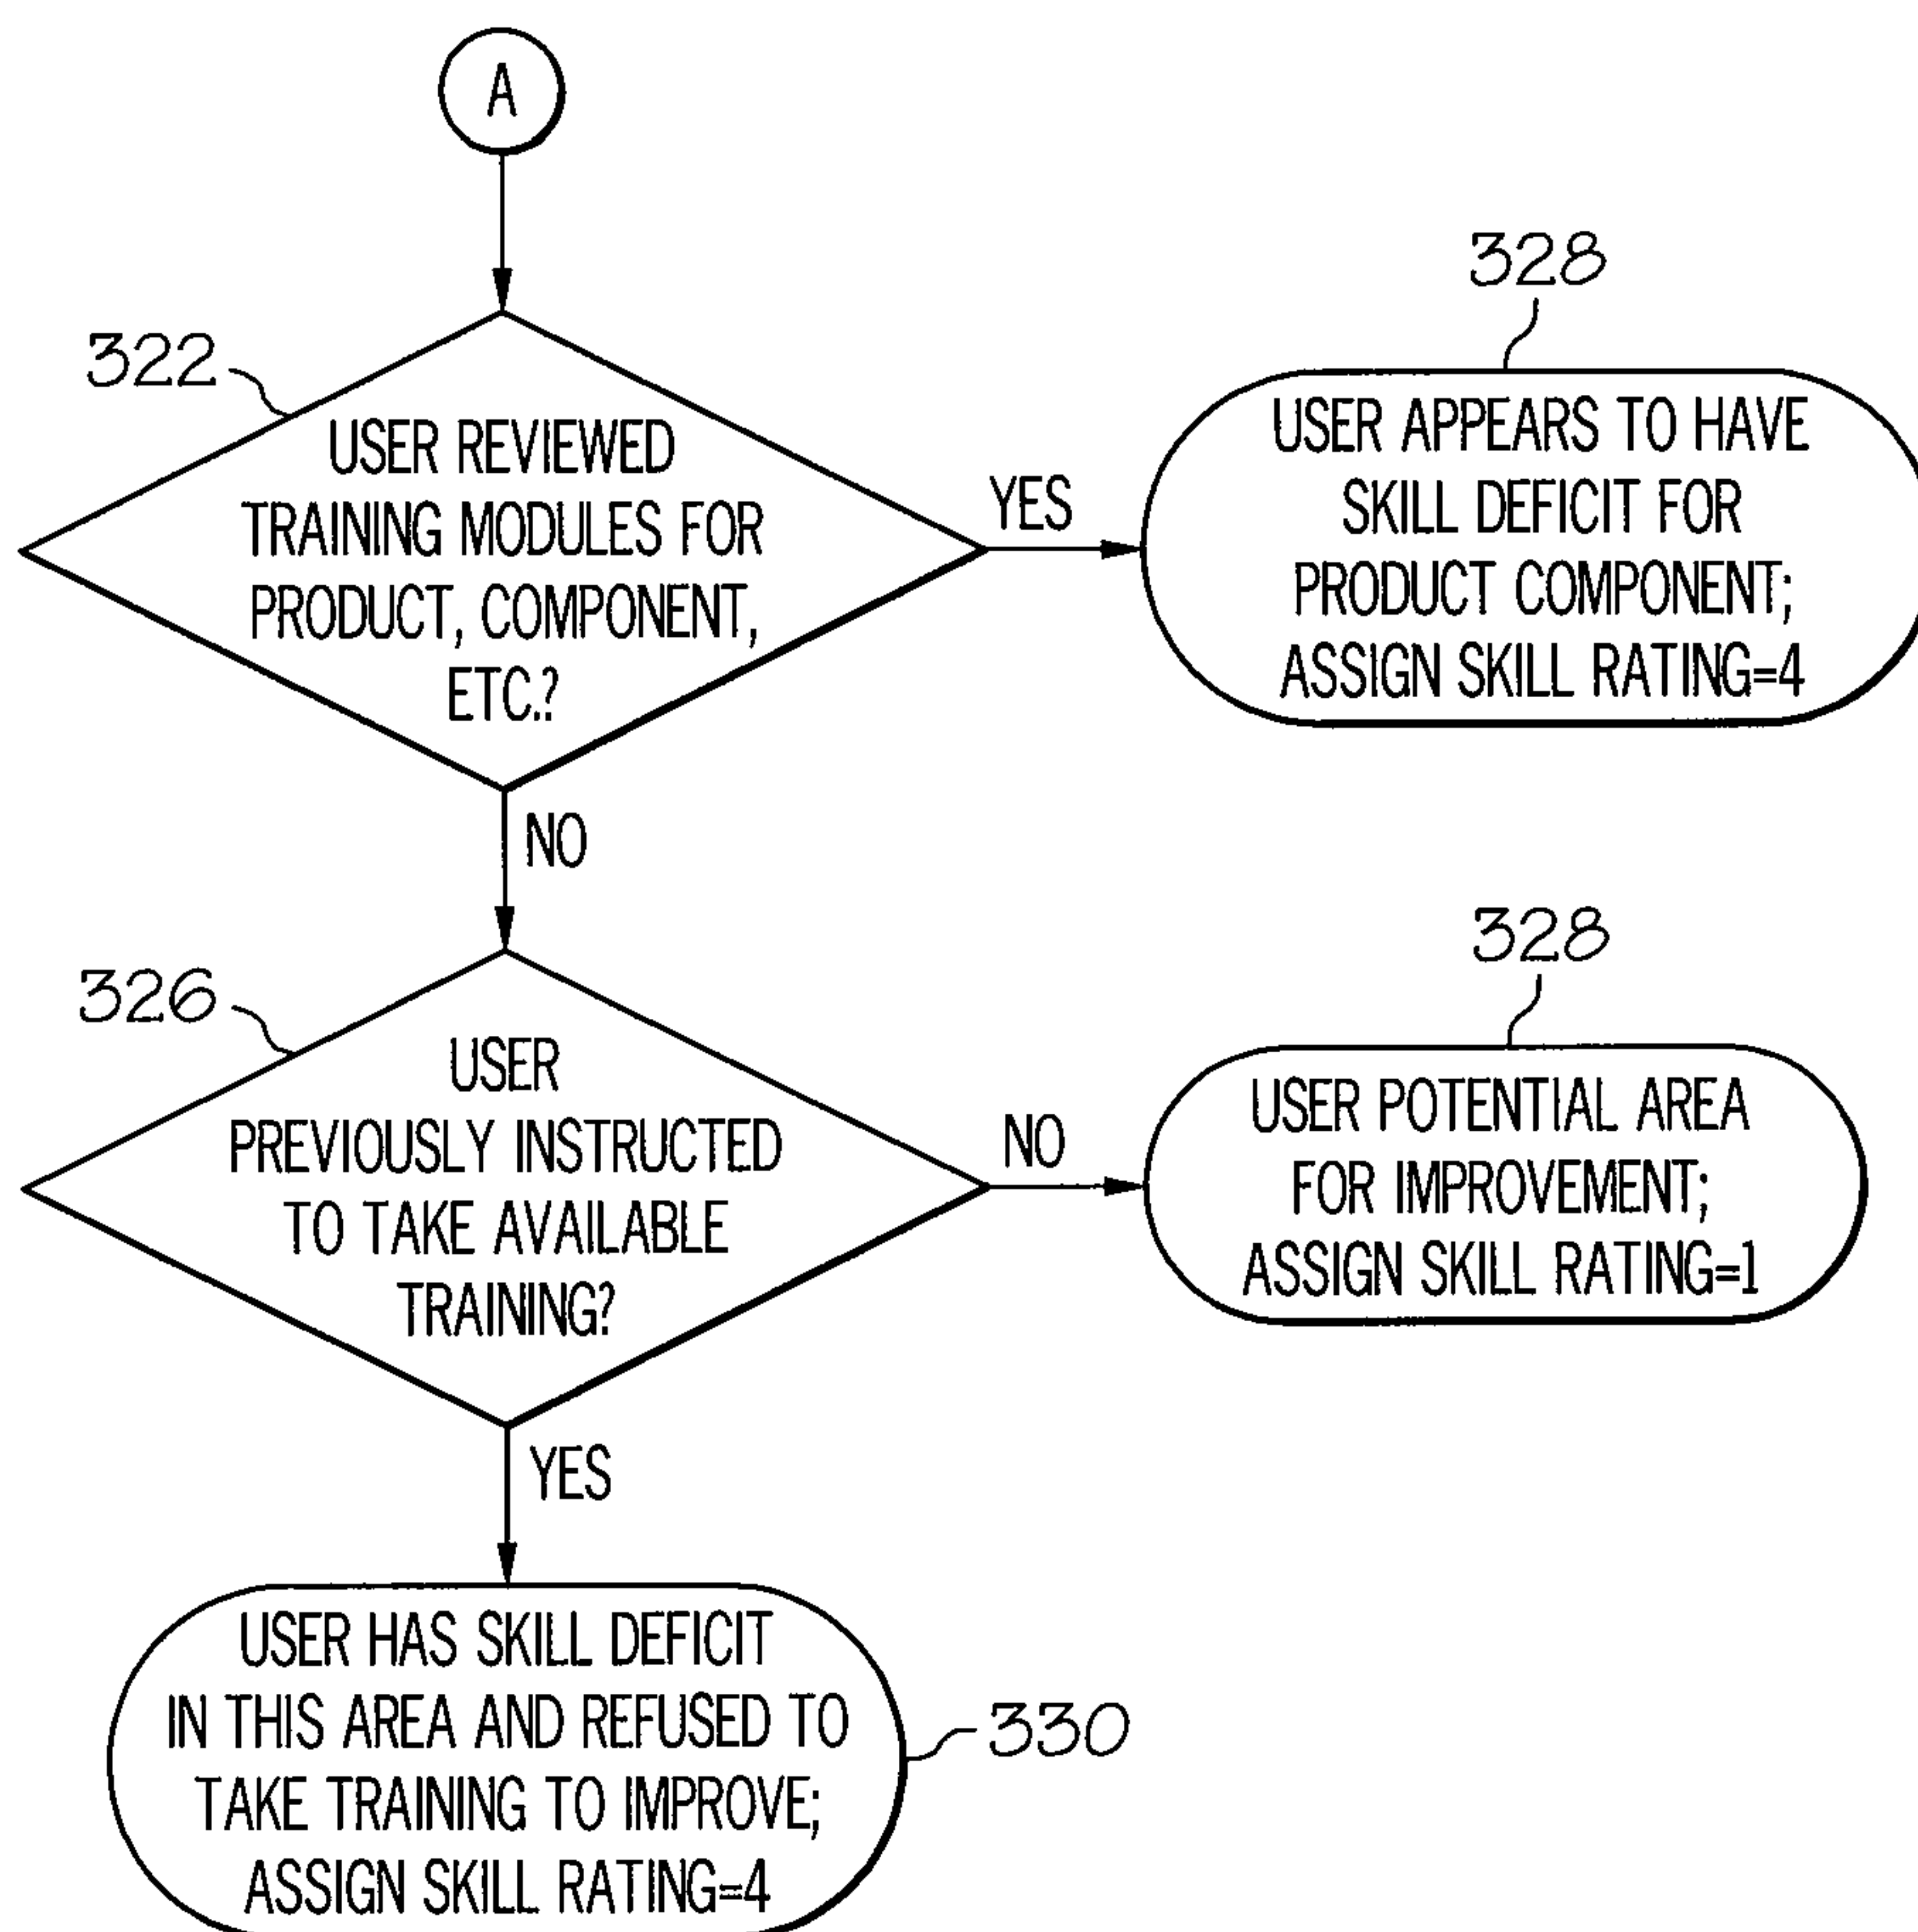 A
322
USER REVIEWED
TRAINING MODULES FOR
PRODUCT, COMPONENT,
ETC.?
YES
328
USER APPEARS TO HAVE
SKILL DEFICIT FOR
PRODUCT COMPONENT;
ASSIGN SKILL RATING=4
NO
326
USER
PREVIOUSLY INSTRUCTED
TO TAKE AVAILABLE
TRAINING?
NO
328
USER POTENTIAL AREA
FOR IMPROVEMENT;
ASSIGN SKILL RATING=1
YES
USER HAS SKILL DEFICIT
IN THIS AREA AND REFUSED TO
TAKE TRAINING TO IMPROVE;
ASSIGN SKILL RATING=4
330